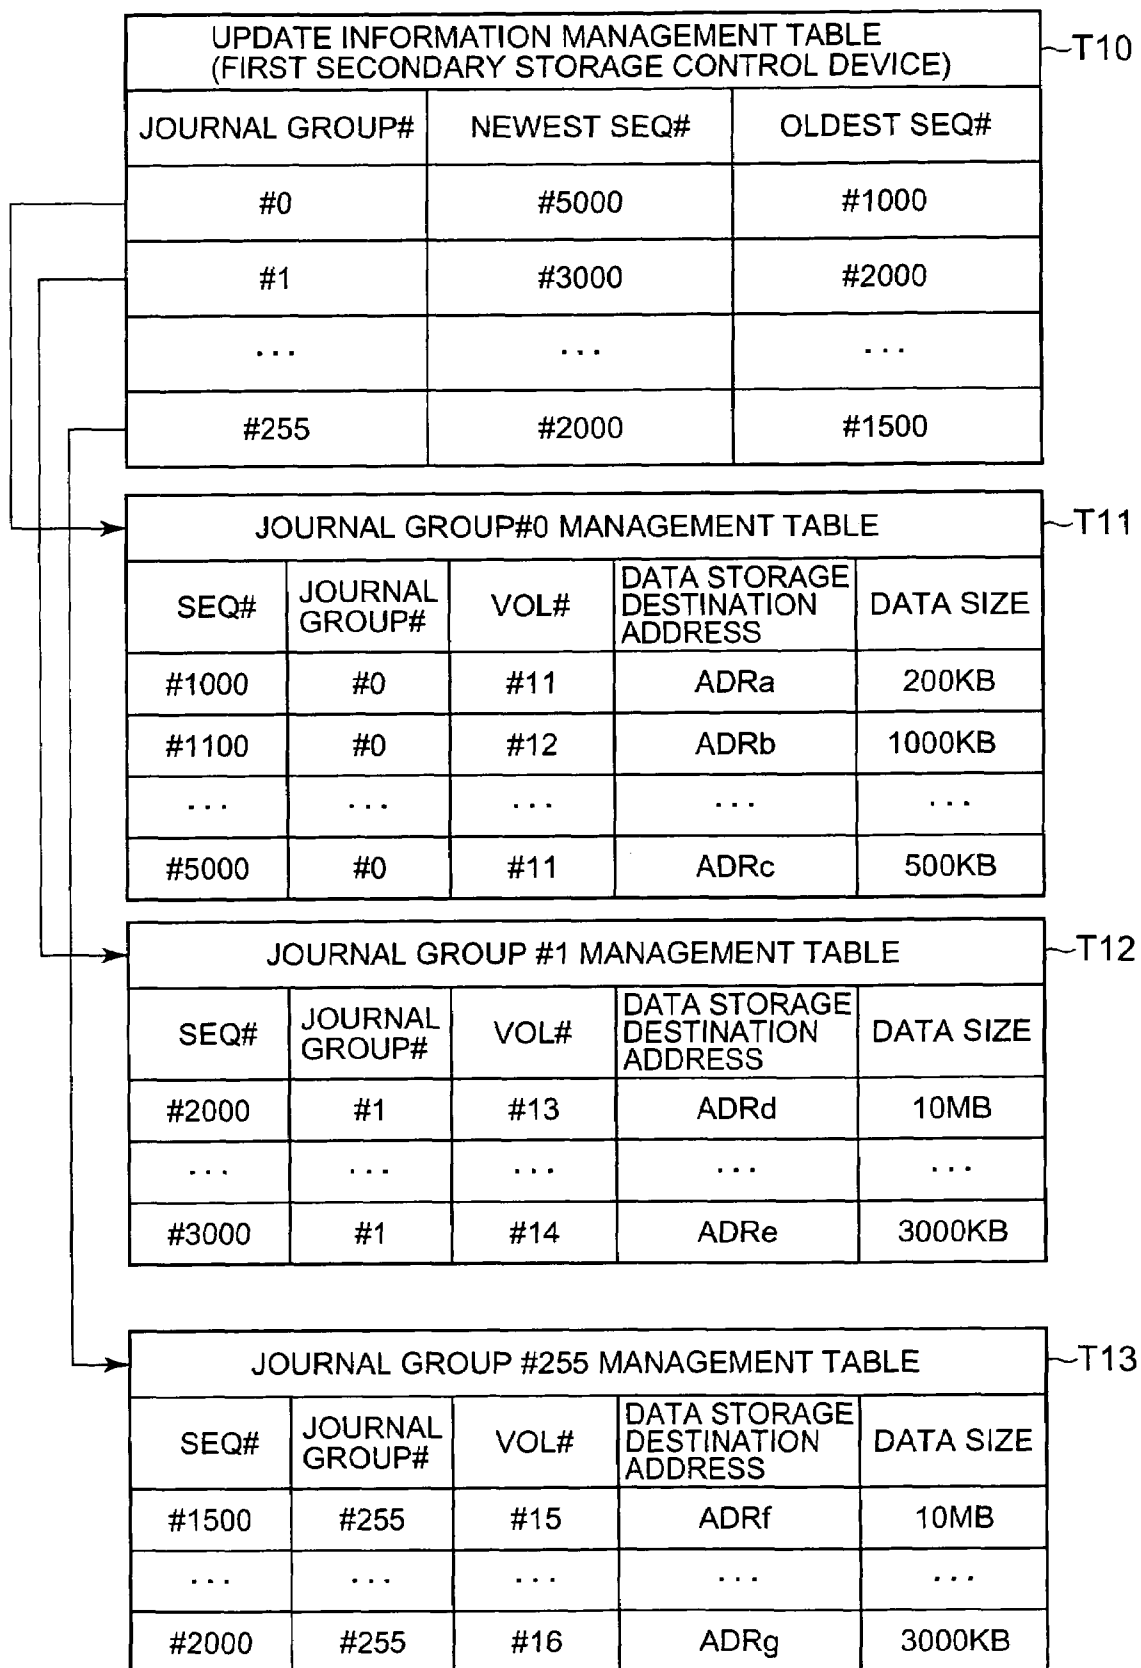 UPDATE INFORMATION MANAGEMENT TABLE
(FIRST SECONDARY STORAGE CONTROL DEVICE)
T10
JOURNAL GROUP# NEWEST SEQ# OLDEST SEQ#
#0 #5000 #1000
#1 #3000 #2000
... ... ...
#255 #2000 #1500
JOURNAL GROUP#0 MANAGEMENT TABLE
T11
SEQ# JOURNAL GROUP# VOL# DATA STORAGE DESTINATION ADDRESS DATA SIZE
#1000 #0 #11 ADRa 200KB
#1100 #0 #12 ADRb 1000KB
... ... ... ... ...
#5000 #0 #11 ADRc 500KB
JOURNAL GROUP #1 MANAGEMENT TABLE
T12
SEQ# JOURNAL GROUP# VOL# DATA STORAGE DESTINATION ADDRESS DATA SIZE
#2000 #1 #13 ADRd 10MB
... ... ... ... ...
#3000 #1 #14 ADRe 3000KB
JOURNAL GROUP #255 MANAGEMENT TABLE
T13
SEQ# JOURNAL GROUP# VOL# DATA STORAGE DESTINATION ADDRESS DATA SIZE
#1500 #255 #15 ADRf 10MB
... ... ... ... ...
#2000 #255 #16 ADRg 3000KB